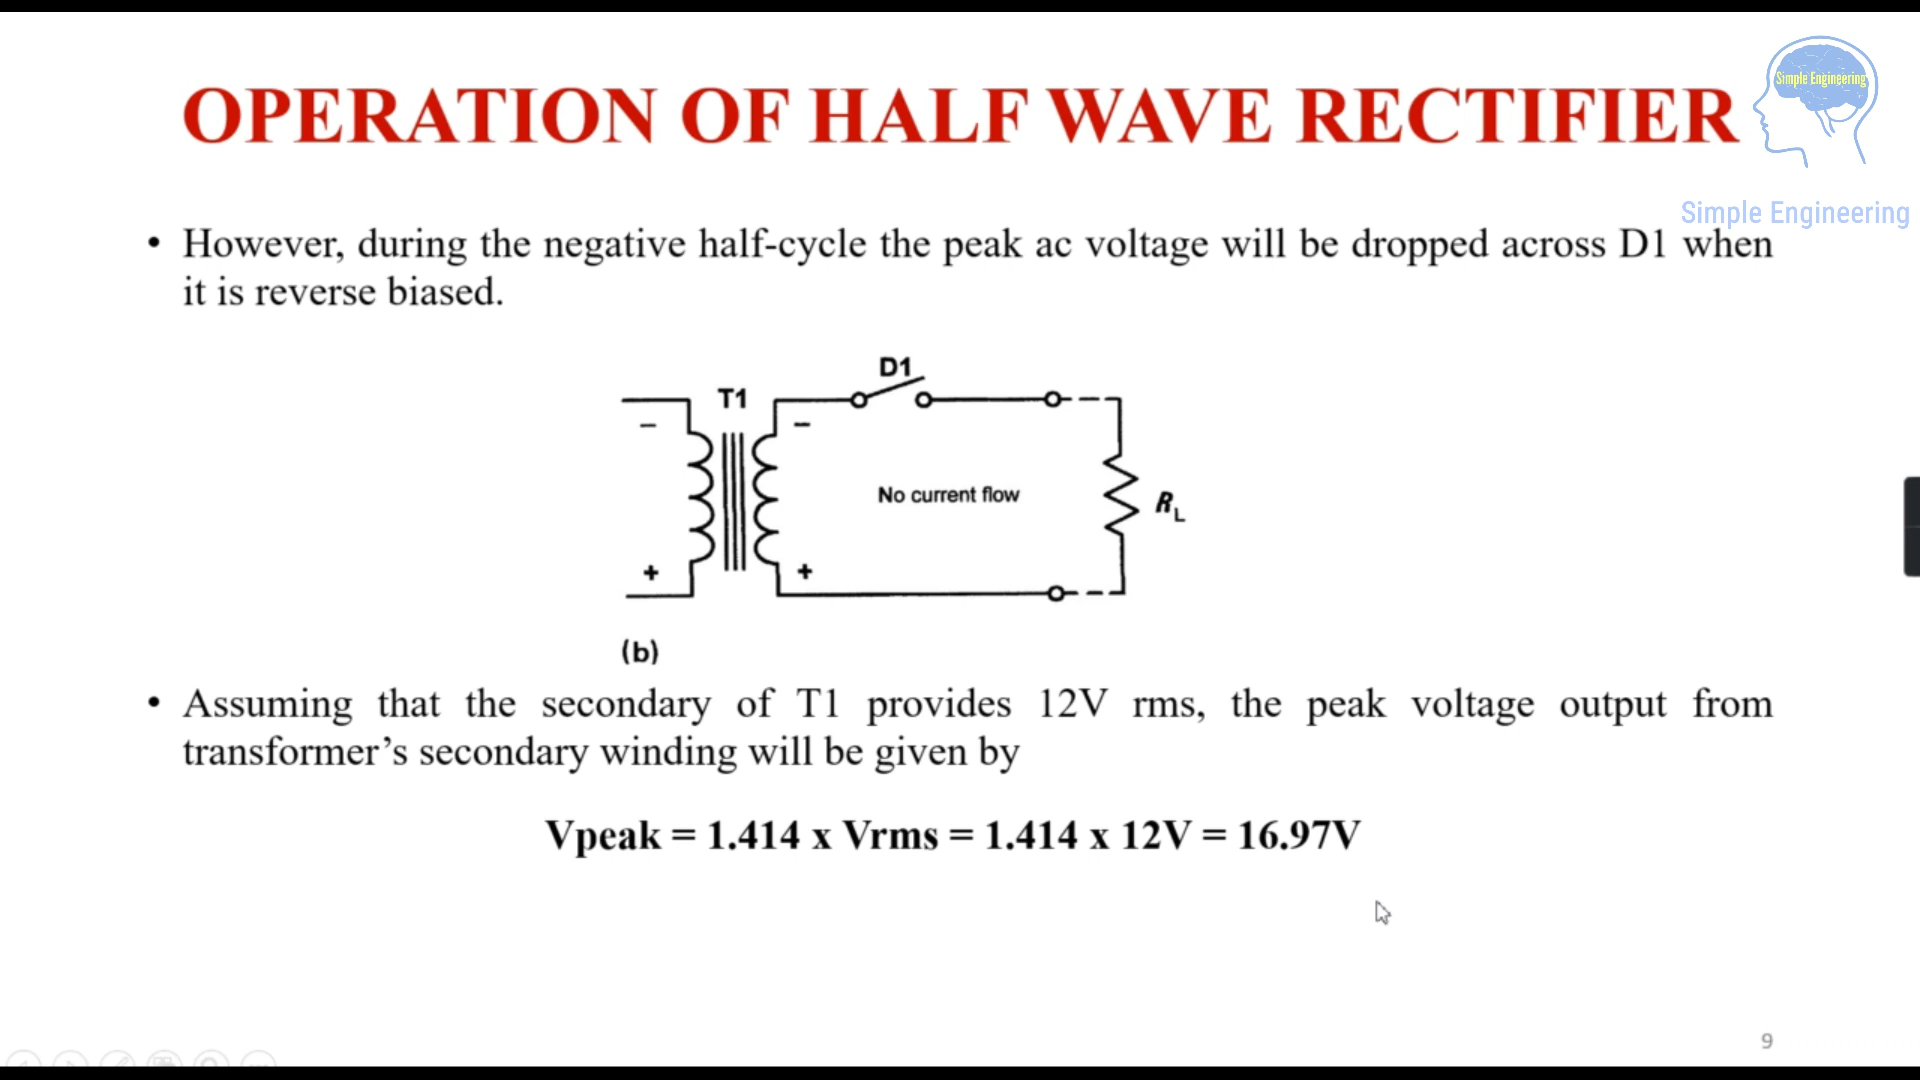 OPERATION OF HALF WAVE RECTIFIER
Simple Engineering
Simple Engineering
• However, during the negative half-cycle the peak ac voltage will be dropped across D1 when
it is reverse biased.
D1
T1
−
−
No current flow
RL
+
+
(b)
• Assuming that the secondary of T1 provides 12V rms, the peak voltage output from
transformer’s secondary winding will be given by
Vpeak = 1.414 x Vrms = 1.414 x 12V = 16.97V
9